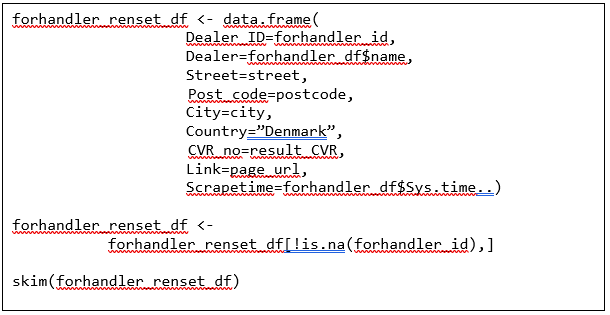 forhandler_renset_df <- data.frame(
Dealer_ID=forhandler_id,
Dealer=forhandler_df$name,
Street=street,
Post_code=postcode,
City=city,
Country=”Denmark”,
CVR_no=result_CVR,
Link=page_url,
Scrapetime=forhandler_df$Sys.time..)
forhandler_renset_df <-
forhandler_renset_df[!is.na(forhandler_id),]
skim(forhandler_renset_df)